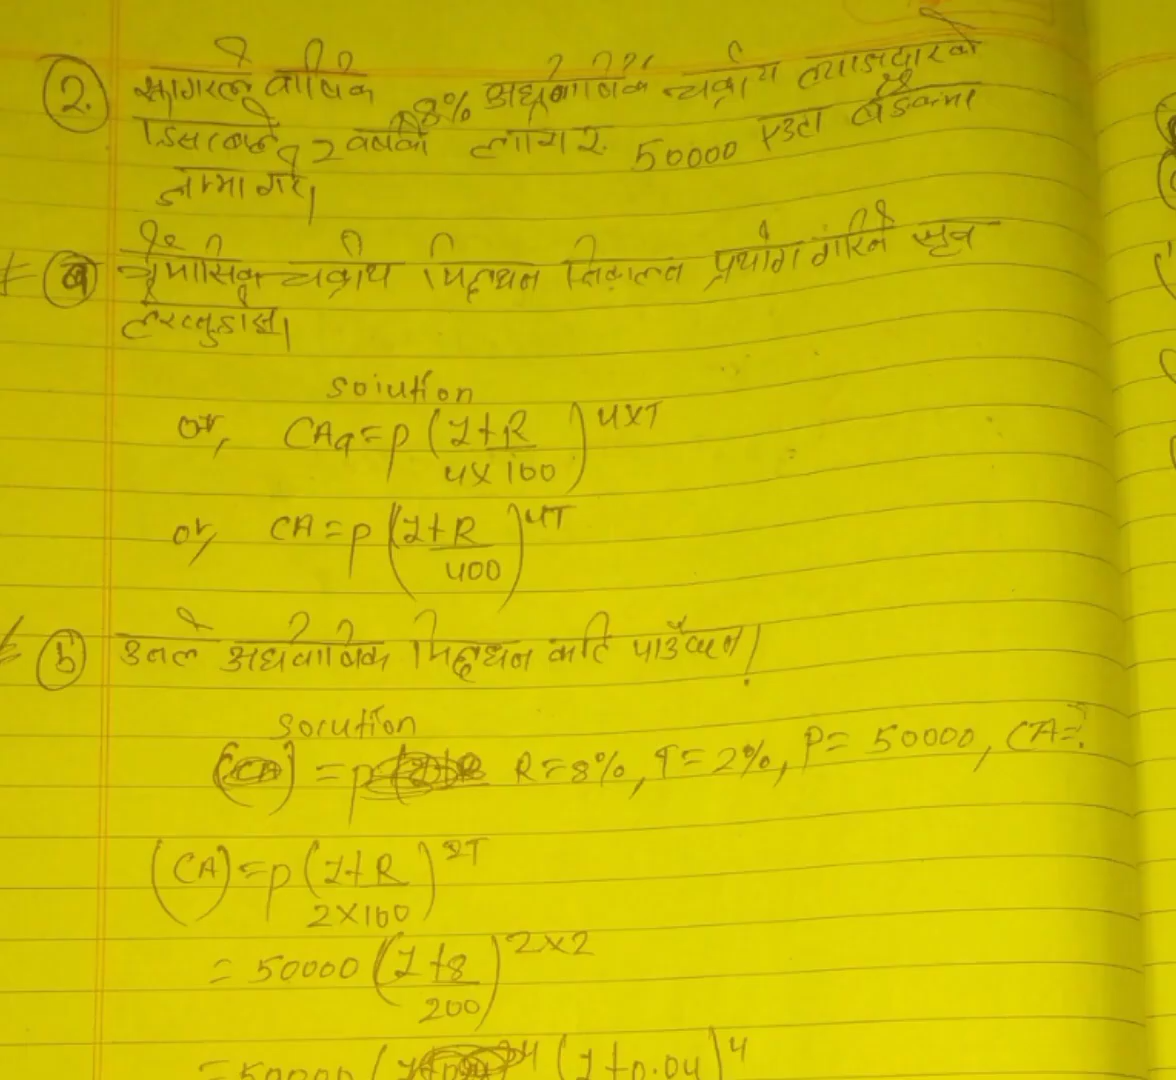 2. सागरले वार्षिक 8% अर्धवार्षिक चक्रीय व्याजदरको
हिसाबले 2 वर्षको लागि रु. 50000 एउटा बैंकमा
जम्मा गरे।
(a) त्रैमासिक चक्रीय मिश्रधन निकाल्न प्रयोग गरिने सुत्र
लेख्नुहोस्।
solution
or, CAq = p (1+R / 4×100)^4×T
or, CA = p (1+R / 400)^4T
(b) उनले अर्धवार्षिक मिश्रधन कति पाउँछन्!
solution
= p R = 8%, T = 2%, P = 50000, CA=?
(CA) = p (1+R / 2×100)^2T
= 50000 (1+8 / 200)^2×2
= 50000 (1+0.04)^4